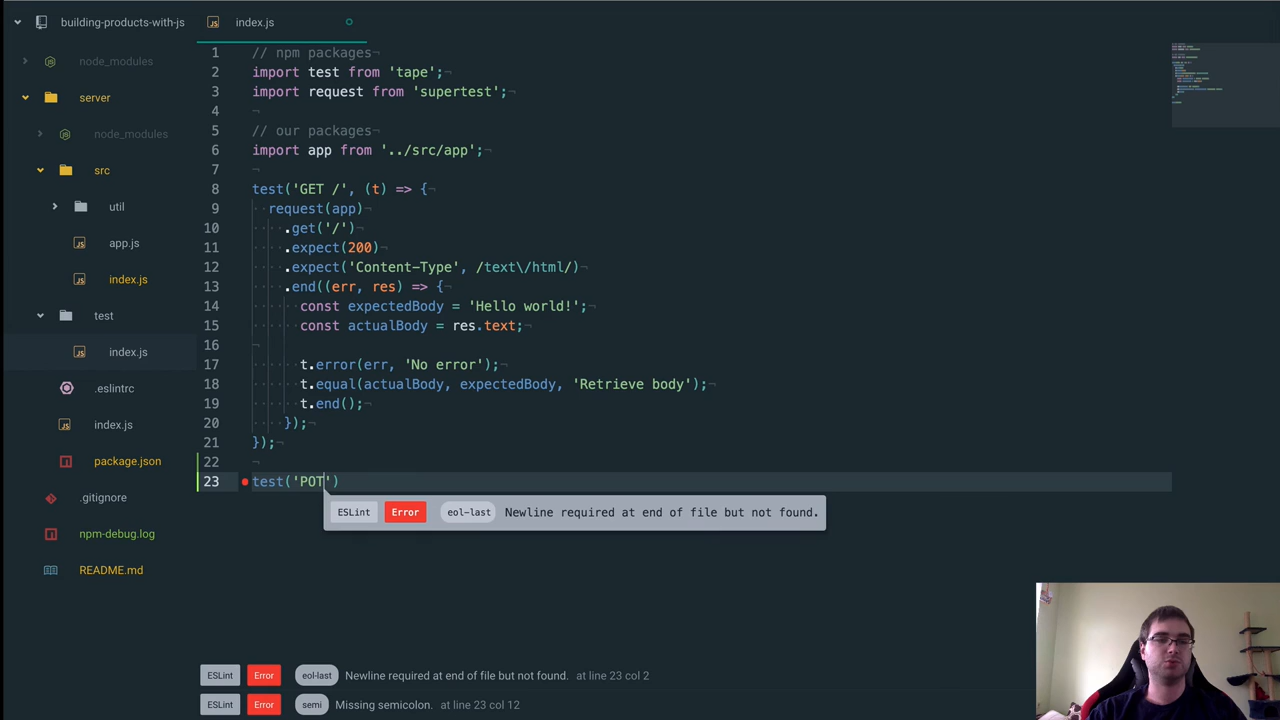 building-products-with-js
index.js
node_modules
server
node_modules
src
util
app.js
index.js
test
index.js
.eslintrc
index.js
package.json
.gitignore
npm-debug.log
README.md
1 // npm packages¬
2 import test from 'tape';¬
3 import request from 'supertest';¬
4 ¬
5 // our packages¬
6 import app from '../src/app';¬
7 ¬
8 test('GET /', (t) => {¬
9 ··request(app)¬
10 ····.get('/')¬
11 ····.expect(200)¬
12 ····.expect('Content-Type', /text\/html/)¬
13 ····.end((err, res) => {¬
14 ······const expectedBody = 'Hello world!';¬
15 ······const actualBody = res.text;¬
16 ¬
17 ······t.error(err, 'No error');¬
18 ······t.equal(actualBody, expectedBody, 'Retrieve body');¬
19 ······t.end();¬
20 ····});¬
21 });¬
22 ¬
23 test('POT')
ESLint Error eol-last Newline required at end of file but not found.
ESLint Error eol-last Newline required at end of file but not found. at line 23 col 2
ESLint Error semi Missing semicolon. at line 23 col 12